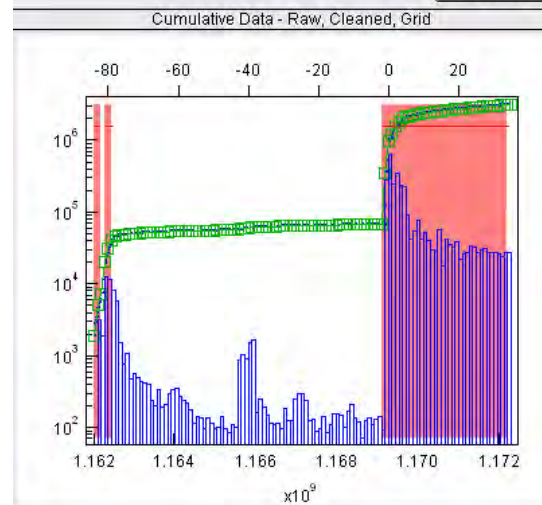 Cumulative Data - Raw, Cleaned, Grid
-80 -60 -40 -20 0 20
10⁶
10⁵
10⁴
10³
10²
1.162 1.164 1.166 1.168 1.170 1.172
x10⁹